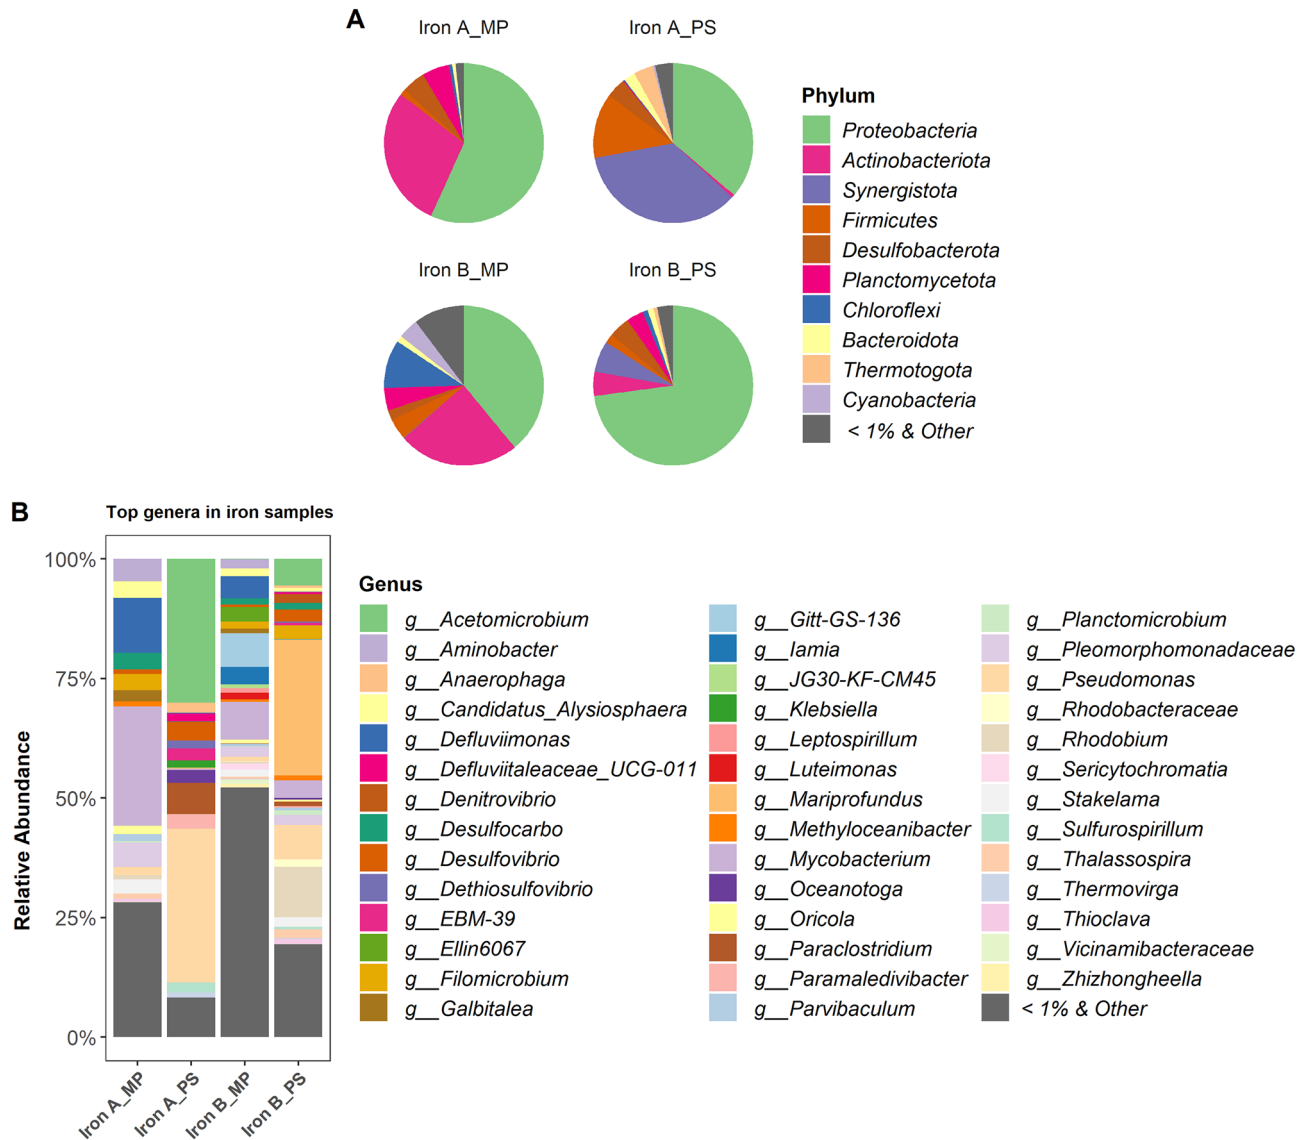 A
Iron A_MP
Iron A_PS
Iron B_MP
Iron B_PS
Phylum
Proteobacteria
Actinobacteriota
Synergistota
Firmicutes
Desulfobacterota
Planctomycetota
Chloroflexi
Bacteroidota
Thermotogota
Cyanobacteria
< 1% & Other
B
Top genera in iron samples
Relative Abundance
100%
75%
50%
25%
0%
Iron A_MP
Iron A_PS
Iron B_MP
Iron B_PS
Genus
g__Acetomicrobium
g__Aminobacter
g__Anaerophaga
g__Candidatus_Alysiosphaera
g__Defluviimonas
g__Defluviitaleaceae_UCG-011
g__Denitrovibrio
g__Desulfocarbo
g__Desulfovibrio
g__Dethiosulfovibrio
g__EBM-39
g__Ellin6067
g__Filomicrobium
g__Galbitalea
g__Gitt-GS-136
g__Iamia
g__JG30-KF-CM45
g__Klebsiella
g__Leptospirillum
g__Luteimonas
g__Mariprofundus
g__Methyloceanibacter
g__Mycobacterium
g__Oceanotoga
g__Oricola
g__Paraclostridium
g__Paramaledivibacter
g__Parvibaculum
g__Planctomicrobium
g__Pleomorphomonadaceae
g__Pseudomonas
g__Rhodobacteraceae
g__Rhodobium
g__Sericytochromatia
g__Stakelama
g__Sulfurospirillum
g__Thalassospira
g__Thermovirga
g__Thioclava
g__Vicinamibacteraceae
g__Zhizhongheella
< 1% & Other